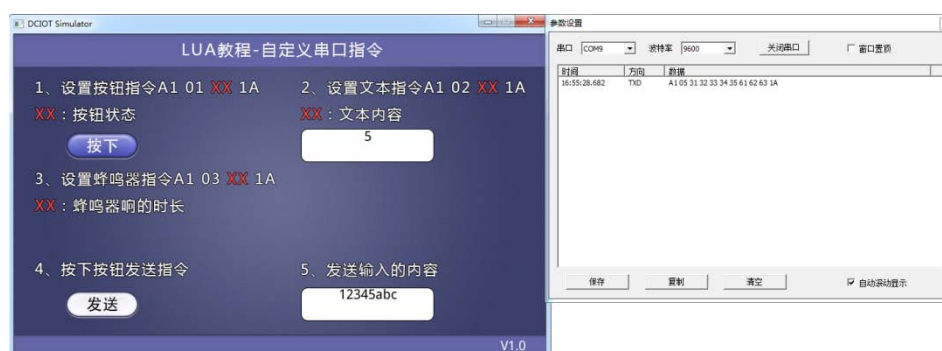 DCIOT Simulator
LUA教程-自定义串口指令
1、设置按钮指令A1 01 XX 1A
XX：按钮状态
按下
2、设置文本指令A1 02 XX 1A
XX：文本内容
5
3、设置蜂鸣器指令A1 03 XX 1A
XX：蜂鸣器响的时长
4、按下按钮发送指令
发送
5、发送输入的内容
12345abc
V1.0
参数设置
串口 COM9 波特率 9600 关闭串口 窗口置顶
时间 方向 数据
16:55:28.682 TXD A1 05 31 32 33 34 35 61 62 63 1A
保存 复制 清空 自动滚动显示